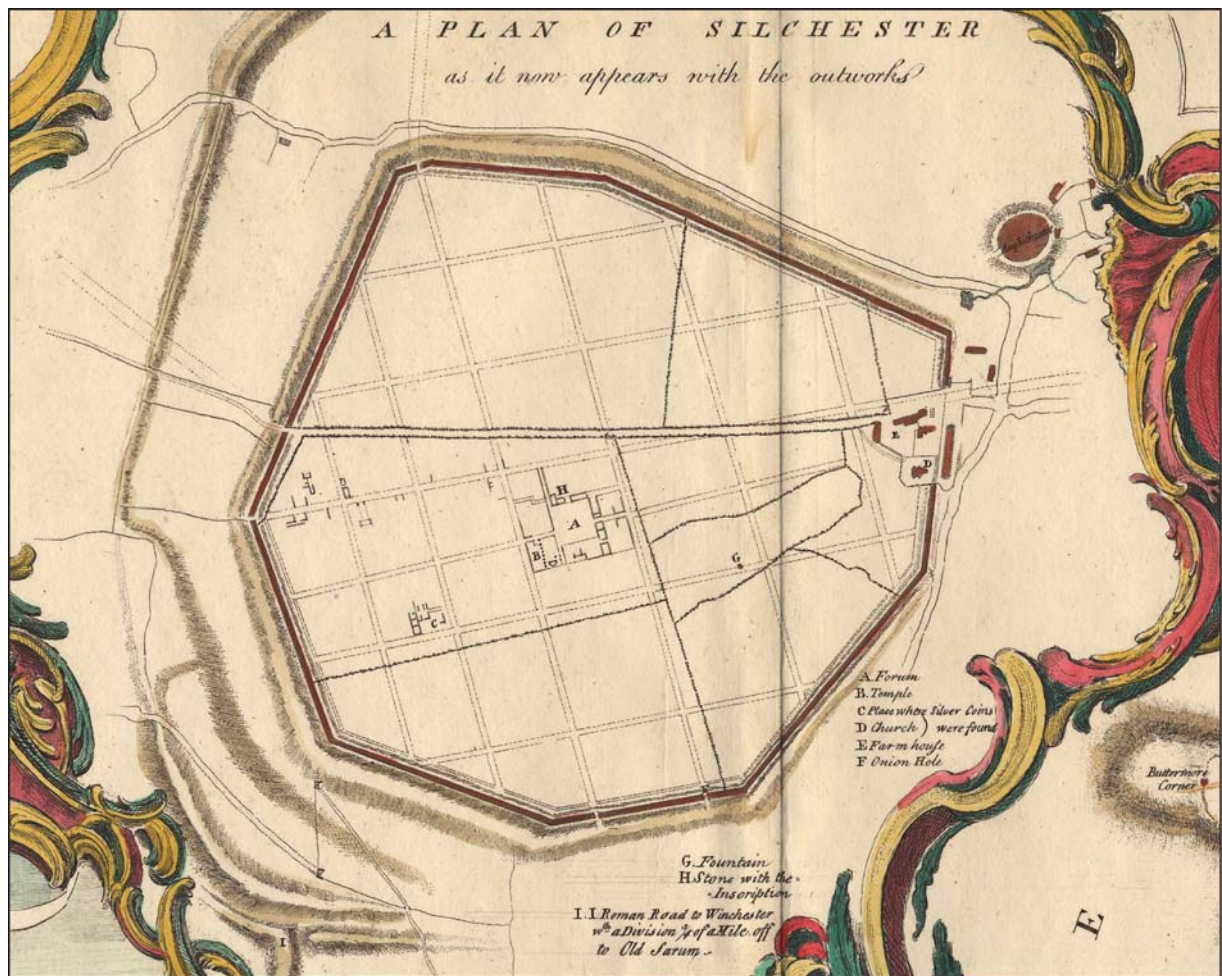 A PLAN OF SILCHESTER
as it now appears with the outworks
Amphitheatre
E
D
H
A
B
G
C
A. Forum
B. Temple
C Place where Silver Coins
D Church ) were found
E Farm house
F Onion Hole
Buttermore
Corner
F
G. Fountain
H Stone with the
Inscription
I. I Roman Road to Winchester
wth a Division ¾ of a Mile off
to Old Sarum
I
E